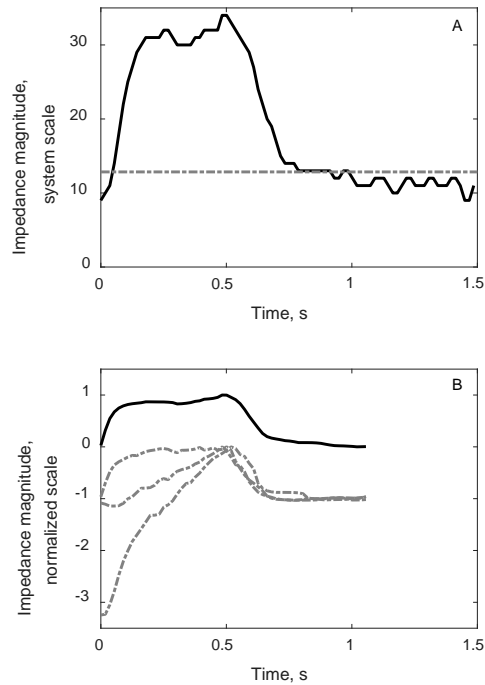 A
Impedance magnitude,
system scale
30
20
10
0
0 0.5 1 1.5
Time, s
B
Impedance magnitude,
normalized scale
1
0
-1
-2
-3
0 0.5 1 1.5
Time, s